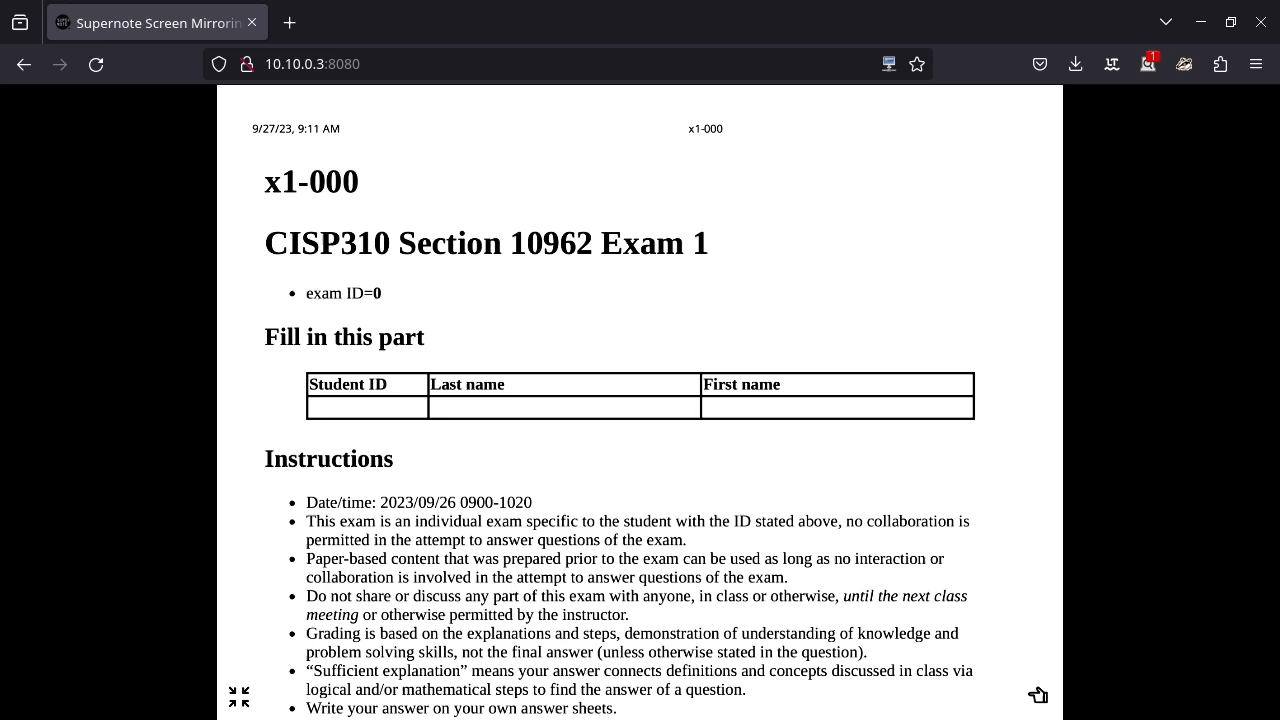 Supernote Screen Mirrorin
10.10.0.3:8080
1
9/27/23, 9:11 AM
x1-000
x1-000
CISP310 Section 10962 Exam 1
exam ID=0
Fill in this part
Student ID Last name First name
Instructions
Date/time: 2023/09/26 0900-1020
This exam is an individual exam specific to the student with the ID stated above, no collaboration is
permitted in the attempt to answer questions of the exam.
Paper-based content that was prepared prior to the exam can be used as long as no interaction or
collaboration is involved in the attempt to answer questions of the exam.
Do not share or discuss any part of this exam with anyone, in class or otherwise, until the next class
meeting or otherwise permitted by the instructor.
Grading is based on the explanations and steps, demonstration of understanding of knowledge and
problem solving skills, not the final answer (unless otherwise stated in the question).
“Sufficient explanation” means your answer connects definitions and concepts discussed in class via
logical and/or mathematical steps to find the answer of a question.
Write your answer on your own answer sheets.